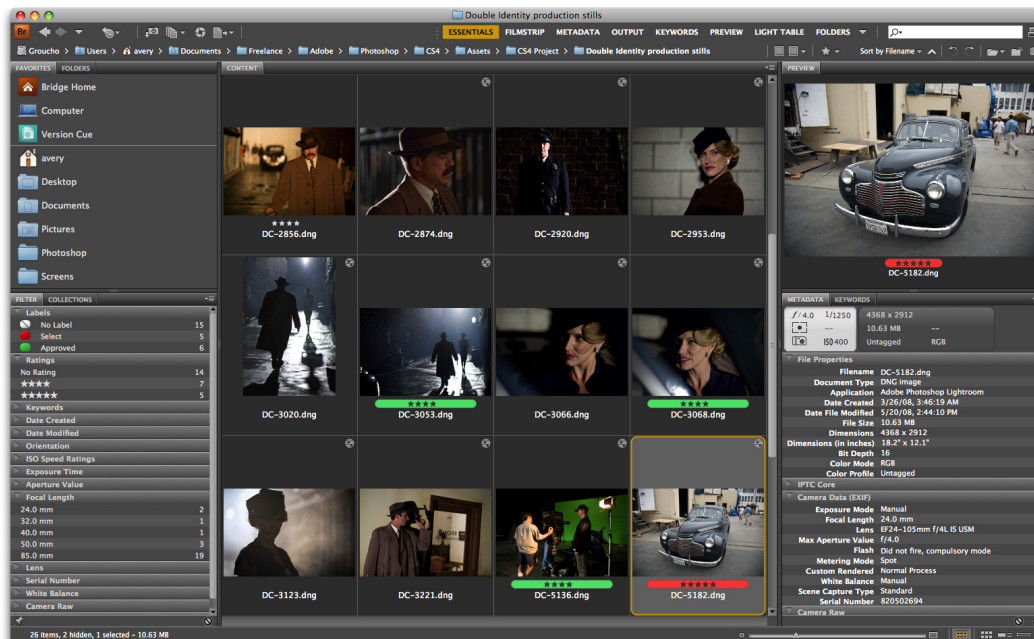 Double Identity production stills
Br
ESSENTIALS FILMSTRIP METADATA OUTPUT KEYWORDS PREVIEW LIGHT TABLE FOLDERS
Groucho > Users > avery > Documents > Freelance > Adobe > Photoshop > CS4 > Assets > CS4 Project > Double Identity production stills
Sort by Filename
FAVORITES FOLDERS
Bridge Home
Computer
Version Cue
avery
Desktop
Documents
Pictures
Photoshop
Screens
FILTER COLLECTIONS
Labels
No Label 15
Select 5
Approved 6
Ratings
No Rating 14
★★★★ 7
★★★★★ 5
Keywords
Date Created
Date Modified
Orientation
ISO Speed Ratings
Exposure Time
Aperture Value
Focal Length
24.0 mm 2
32.0 mm 1
40.0 mm 1
50.0 mm 3
85.0 mm 19
Lens
Serial Number
White Balance
Camera Raw
CONTENT
★★★★
DC-2856.dng DC-2874.dng DC-2920.dng DC-2953.dng
★★★★ ★★★★
DC-3020.dng DC-3053.dng DC-3066.dng DC-3068.dng
★★★★ ★★★★★
DC-3123.dng DC-3221.dng DC-5136.dng DC-5182.dng
PREVIEW
★★★★★
DC-5182.dng
METADATA KEYWORDS
f/4.0 1/1250
--
ISO 400
4368 x 2912
10.63 MB --
Untagged RGB
File Properties
Filename DC-5182.dng
Document Type DNG image
Application Adobe Photoshop Lightroom
Date Created 3/26/08, 3:46:19 AM
Date File Modified 5/20/08, 2:44:10 PM
File Size 10.63 MB
Dimensions 4368 x 2912
Dimensions (in inches) 18.2" x 12.1"
Bit Depth 16
Color Mode RGB
Color Profile Untagged
IPTC Core
Camera Data (EXIF)
Exposure Mode Manual
Focal Length 24.0 mm
Lens EF24-105mm f/4L IS USM
Max Aperture Value f/4.0
Flash Did not fire, compulsory mode
Metering Mode Spot
Custom Rendered Normal Process
White Balance Manual
Scene Capture Type Standard
Serial Number 820502694
Camera Raw
26 items, 2 hidden, 1 selected - 10.63 MB